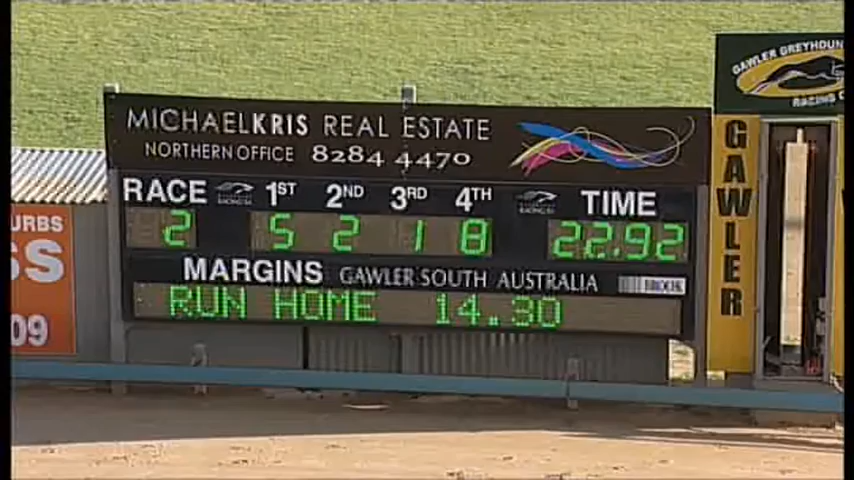 GAWLER GREYHOUND
RACING C
MICHAELKRIS REAL ESTATE
NORTHERN OFFICE 8284 4470
RACE 1ST 2ND 3RD 4TH TIME
2 5 2 1 8 22.92
MARGINS GAWLER SOUTH AUSTRALIA
RUN HOME 14.30
GAWLER
URBS
SS
09